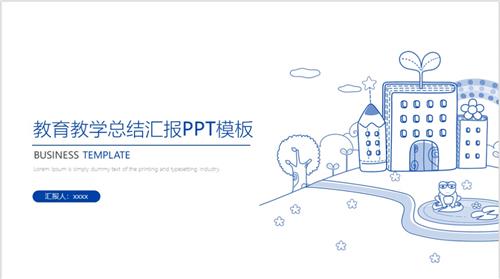 教育教学总结汇报PPT模板
BUSINESS TEMPLATE
Lorem Ipsum is simply dummy text of the printing and typesetting industry.
汇报人：xxxx